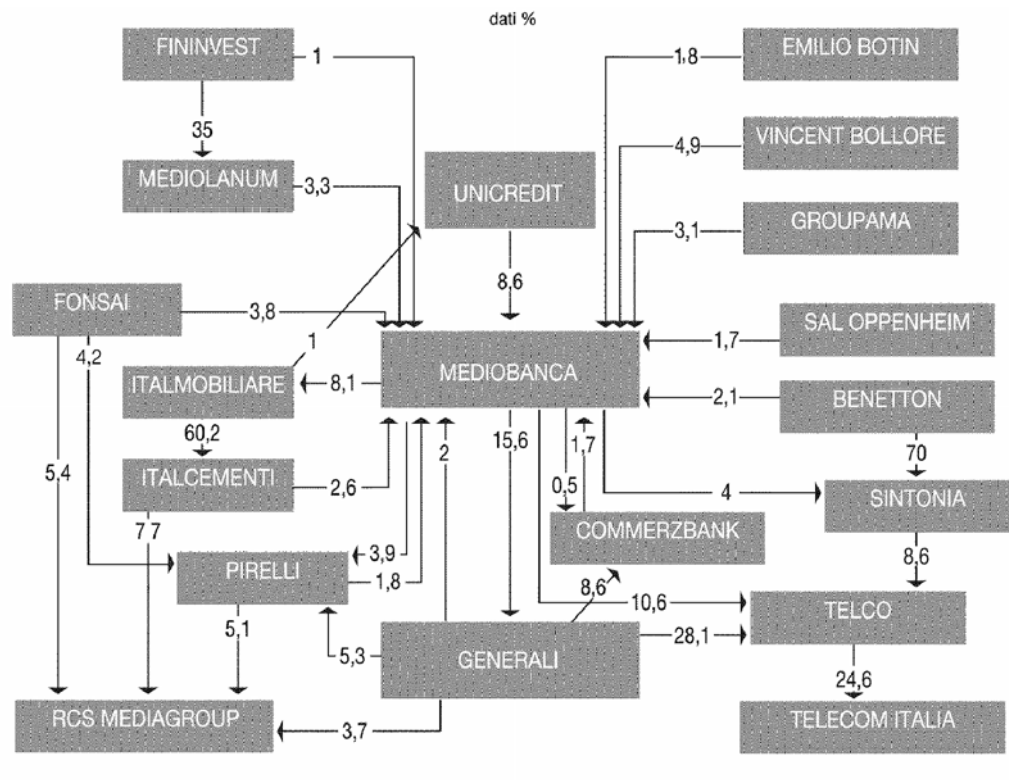 dati %
FININVEST
1
1,8
EMILIO BOTIN
35
4,9
VINCENT BOLLORE
MEDIOLANUM
3,3
UNICREDIT
3,1
GROUPAMA
8,6
FONSAI
3,8
1,7
SAL OPPENHEIM
4,2
1
ITALMOBILIARE
8,1
MEDIOBANCA
2,1
BENETTON
60,2
2
15,6
1,7
70
5,4
ITALCEMENTI
2,6
0,5
4
SINTONIA
7 7
COMMERZBANK
3,9
8,6
PIRELLI
1,8
8,6
10,6
TELCO
5,1
5,3
GENERALI
28,1
24,6
RCS MEDIAGROUP
3,7
TELECOM ITALIA